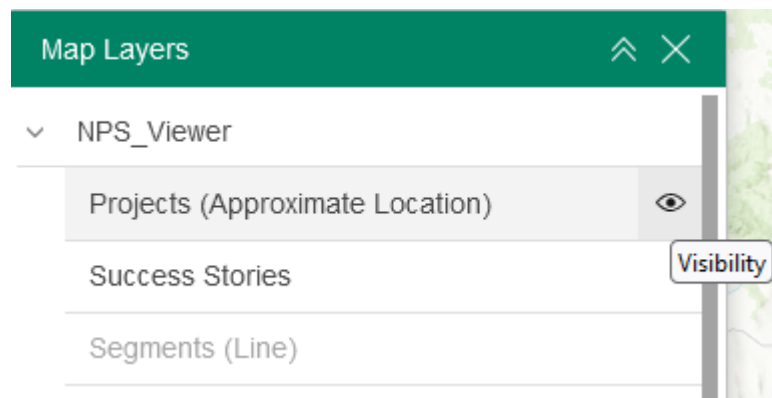 Map Layers
NPS_Viewer
Projects (Approximate Location)
Visibility
Success Stories
Segments (Line)